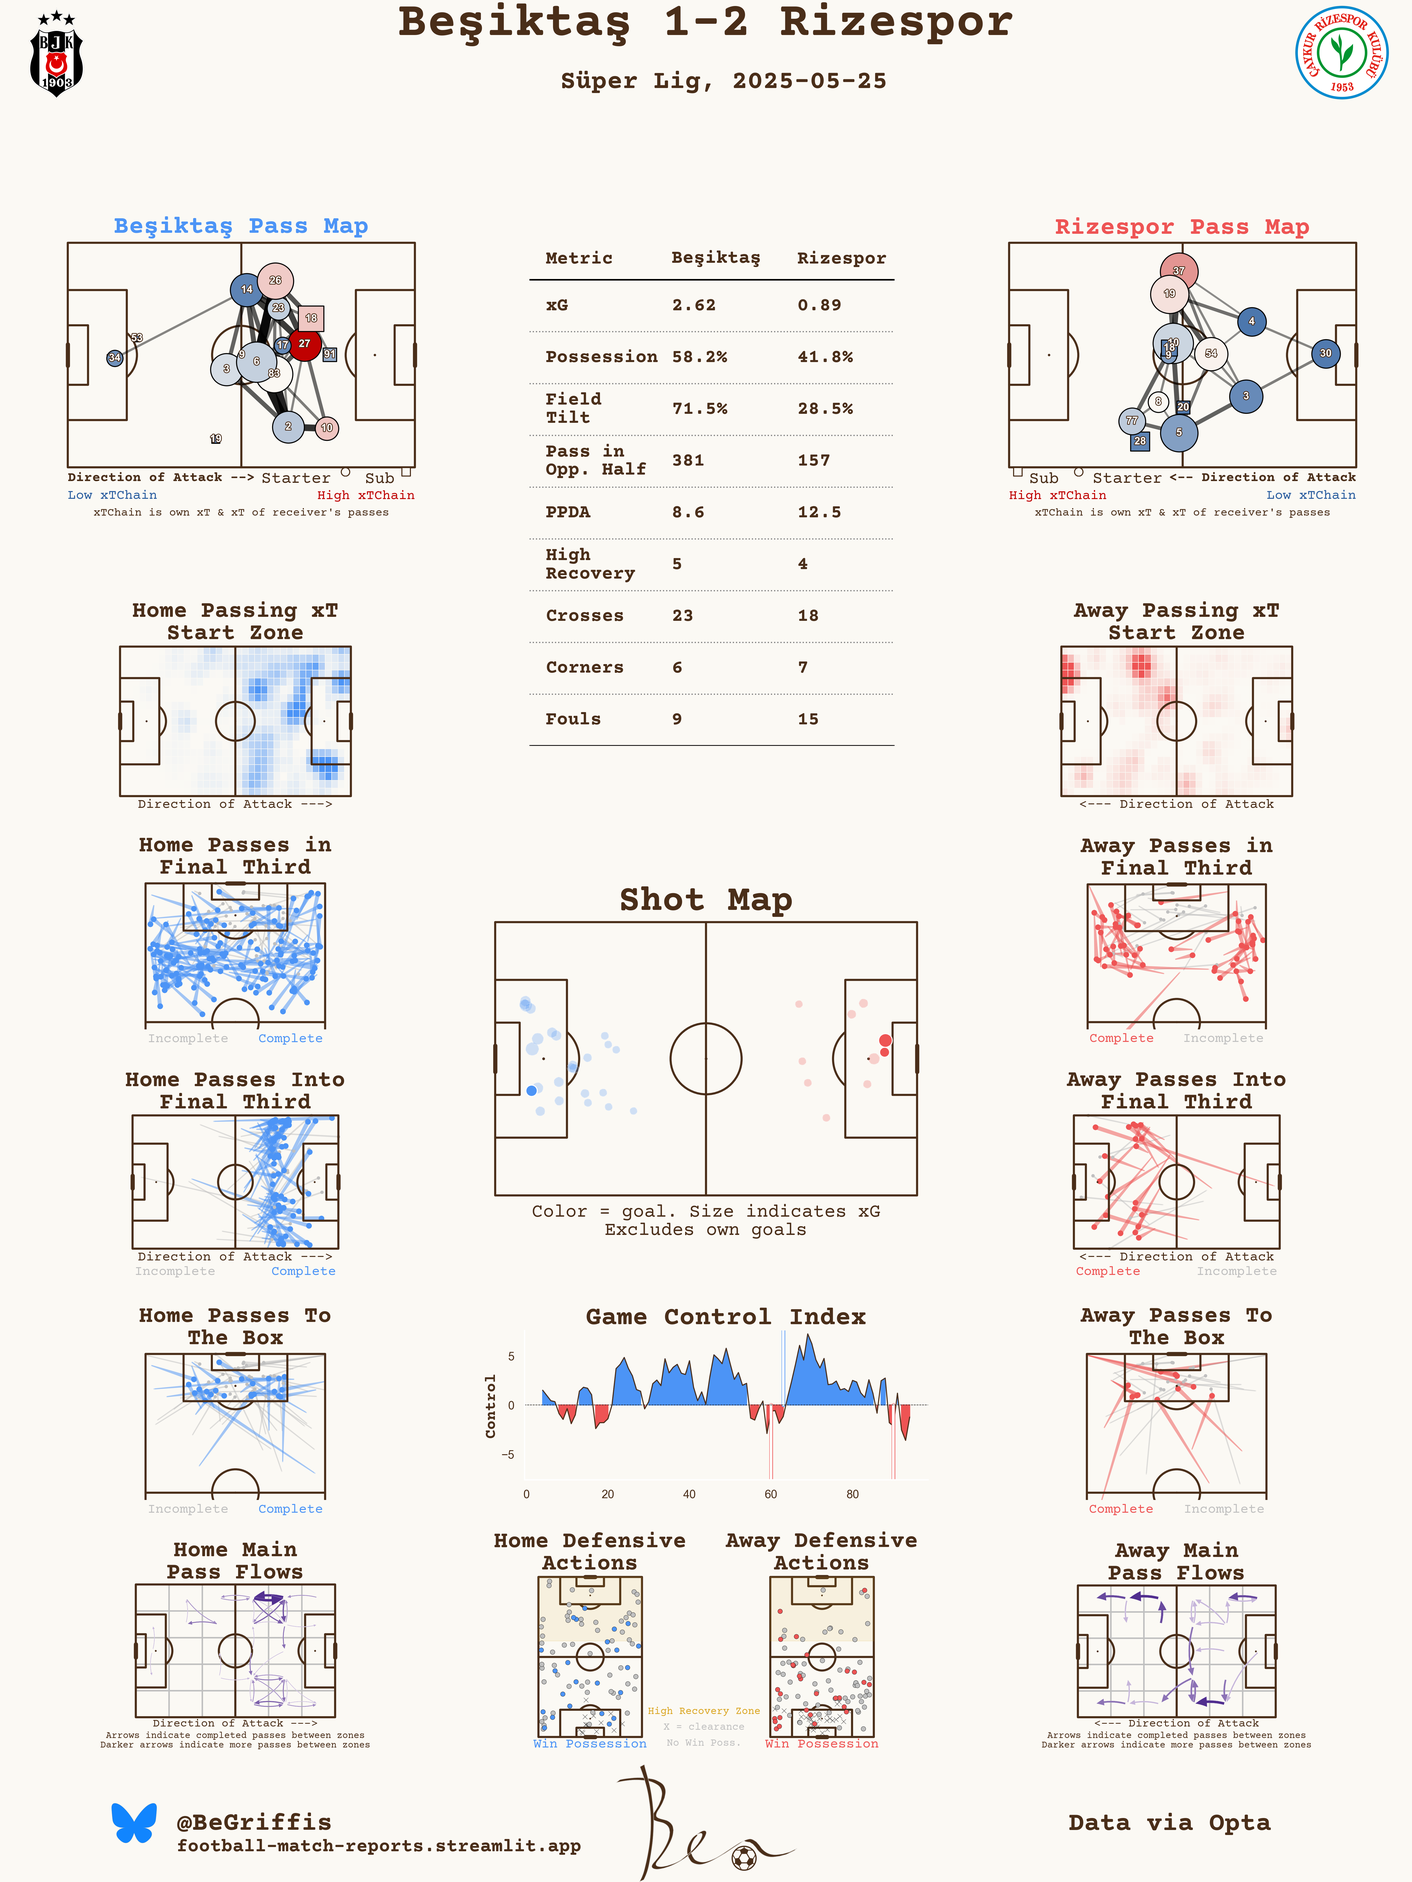 Beşiktaş 1-2 Rizespor
Süper Lig, 2025-05-25
BJK
1903
ÇAYKUR RİZESPOR KULÜBÜ
1953
Beşiktaş Pass Map
14
26
23
18
53
34
9
6
17
27
91
3
83
2
10
19
Direction of Attack --> Starter Sub
Low xTChain High xTChain
xTChain is own xT & xT of receiver's passes
Metric Beşiktaş Rizespor
xG 2.62 0.89
Possession 58.2% 41.8%
Field
Tilt 71.5% 28.5%
Pass in
Opp. Half 381 157
PPDA 8.6 12.5
High
Recovery 5 4
Crosses 23 18
Corners 6 7
Fouls 9 15
Rizespor Pass Map
37
19
4
10
18
9
54
30
3
8
20
77
28
5
Sub Starter <-- Direction of Attack
High xTChain Low xTChain
xTChain is own xT & xT of receiver's passes
Home Passing xT
Start Zone
Direction of Attack --->
Away Passing xT
Start Zone
<--- Direction of Attack
Home Passes in
Final Third
Incomplete Complete
Away Passes in
Final Third
Complete Incomplete
Shot Map
Color = goal. Size indicates xG
Excludes own goals
Home Passes Into
Final Third
Direction of Attack --->
Incomplete Complete
Away Passes Into
Final Third
<--- Direction of Attack
Complete Incomplete
Home Passes To
The Box
Incomplete Complete
Game Control Index
Control
5
0
−5
0 20 40 60 80
Away Passes To
The Box
Complete Incomplete
Home Main
Pass Flows
Direction of Attack --->
Arrows indicate completed passes between zones
Darker arrows indicate more passes between zones
Home Defensive
Actions
Win Possession
High Recovery Zone
X = clearance
No Win Poss.
Away Defensive
Actions
Win Possession
Away Main
Pass Flows
<--- Direction of Attack
Arrows indicate completed passes between zones
Darker arrows indicate more passes between zones
@BeGriffis
football-match-reports.streamlit.app
Ben
Data via Opta